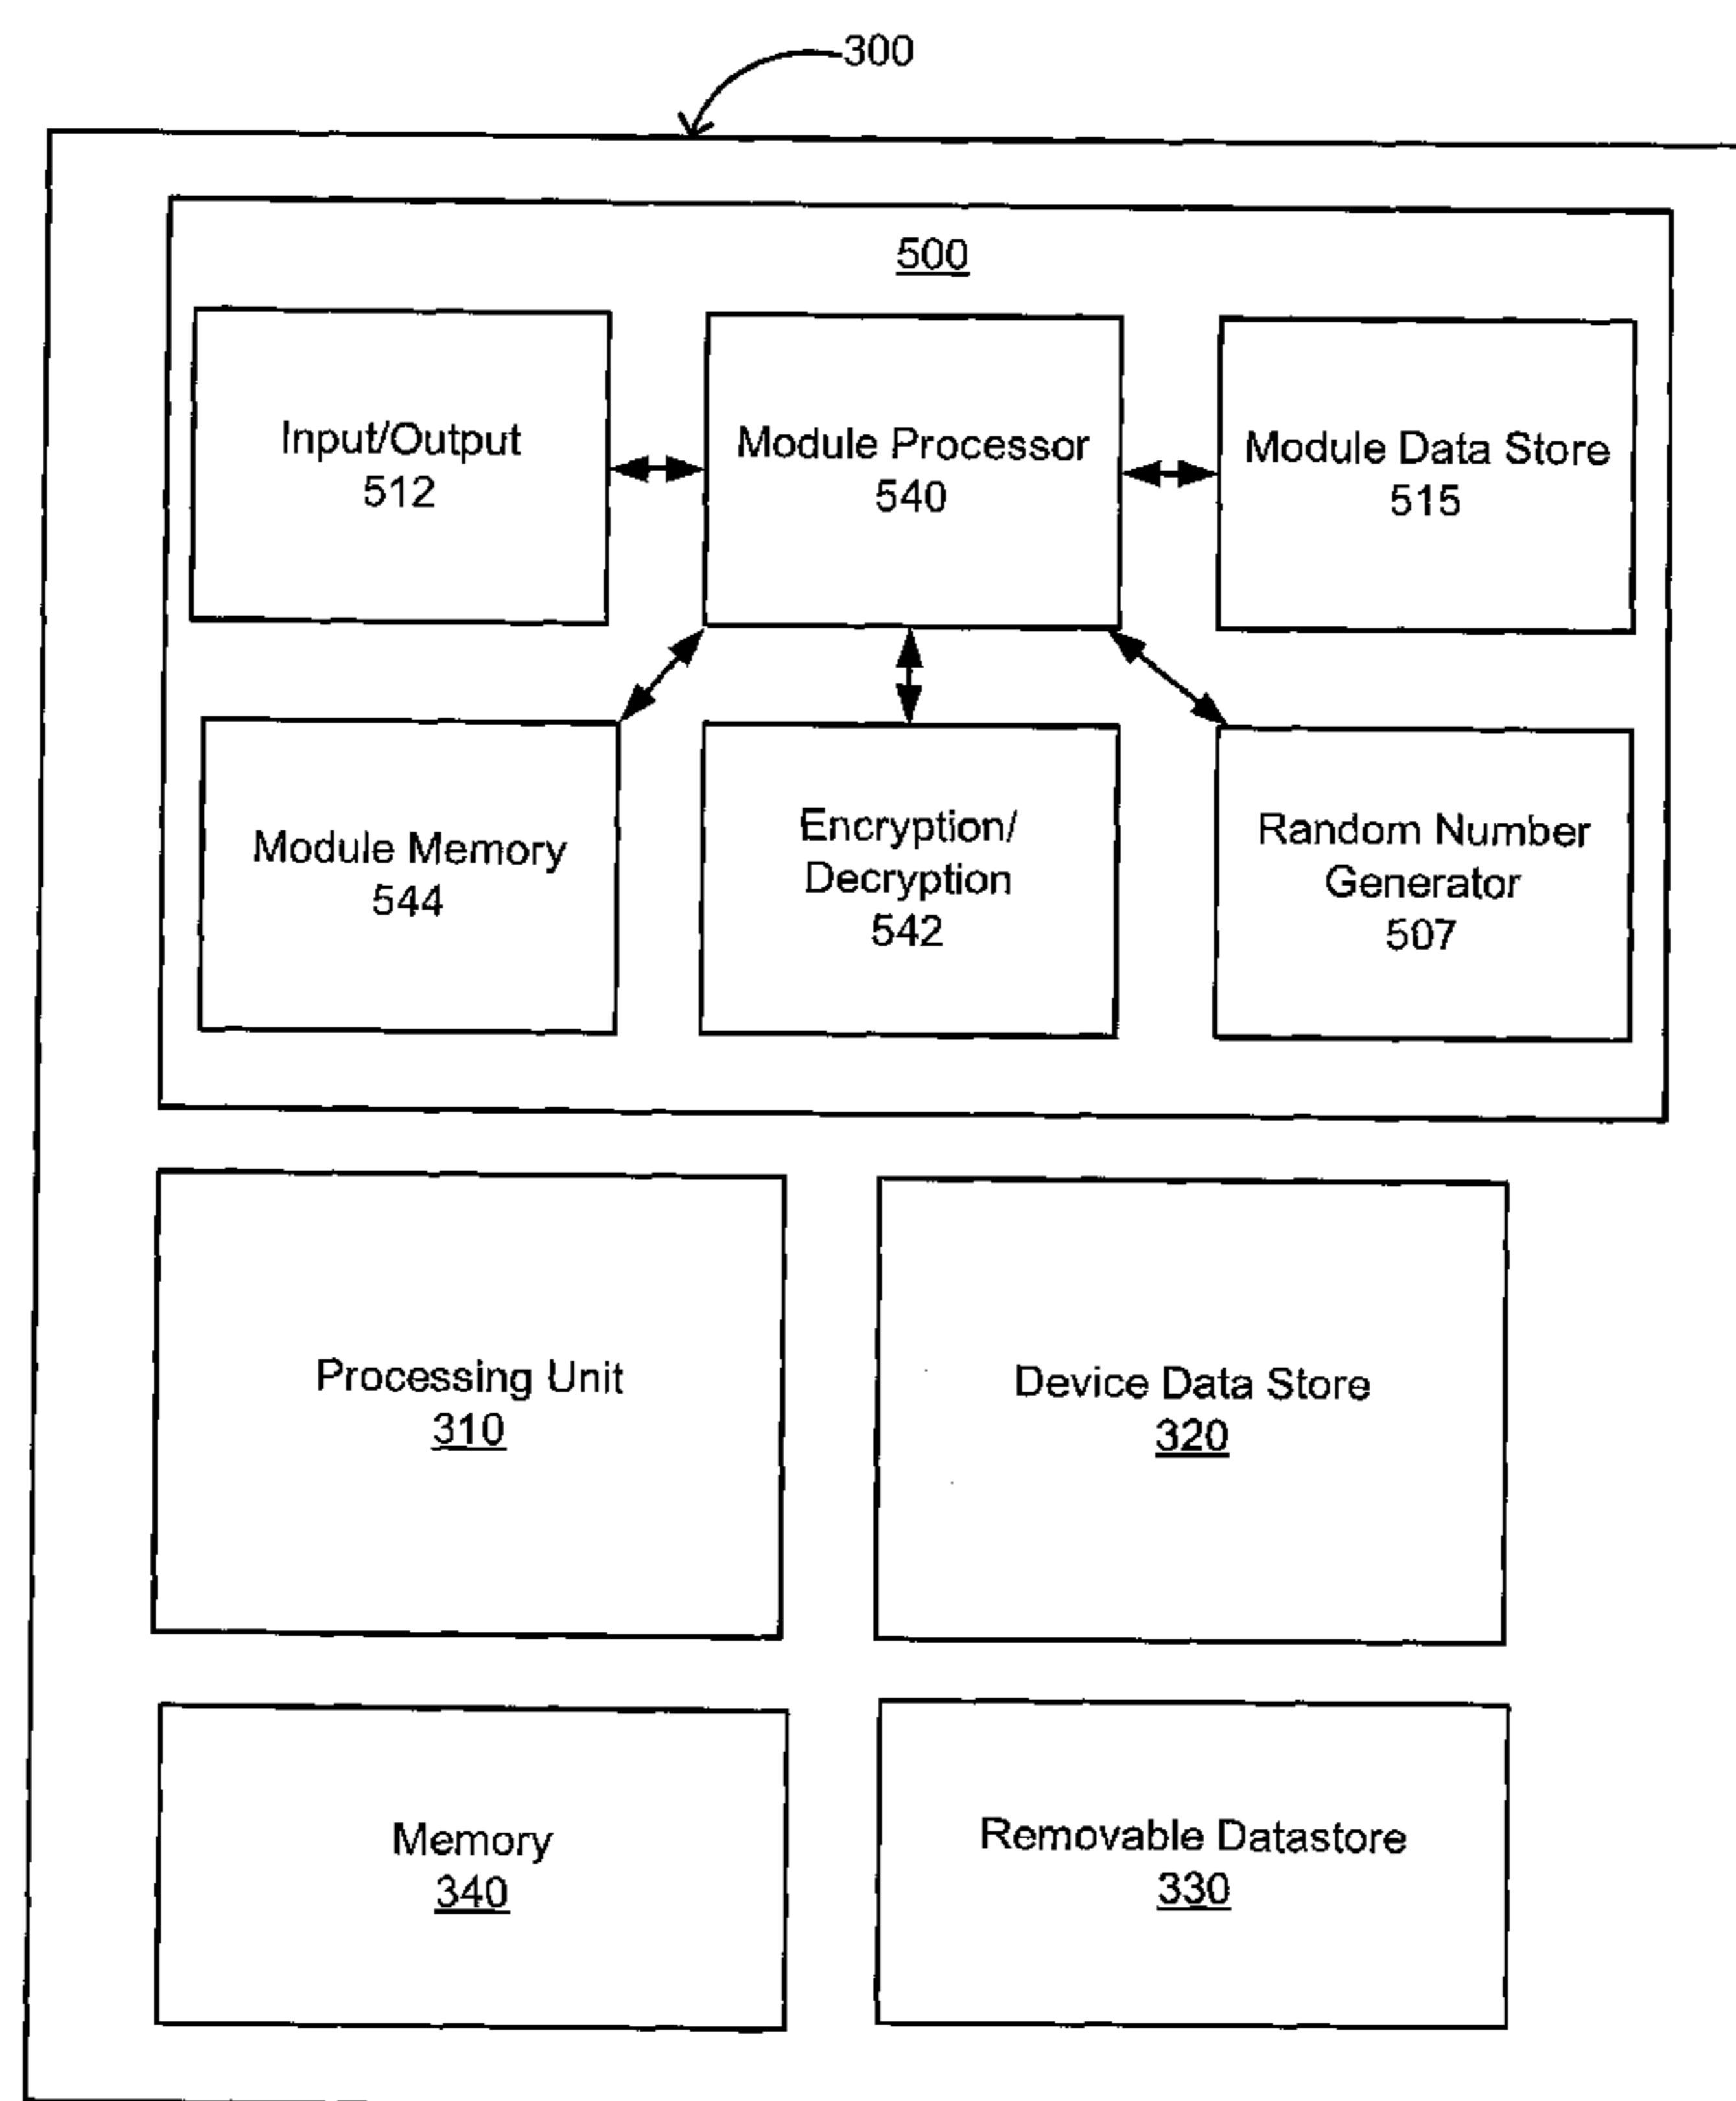 300
500
Input/Output
512
Module Processor
540
Module Data Store
515
Module Memory
544
Encryption/
Decryption
542
Random Number
Generator
507
Processing Unit
310
Device Data Store
320
Memory
340
Removable Datastore
330